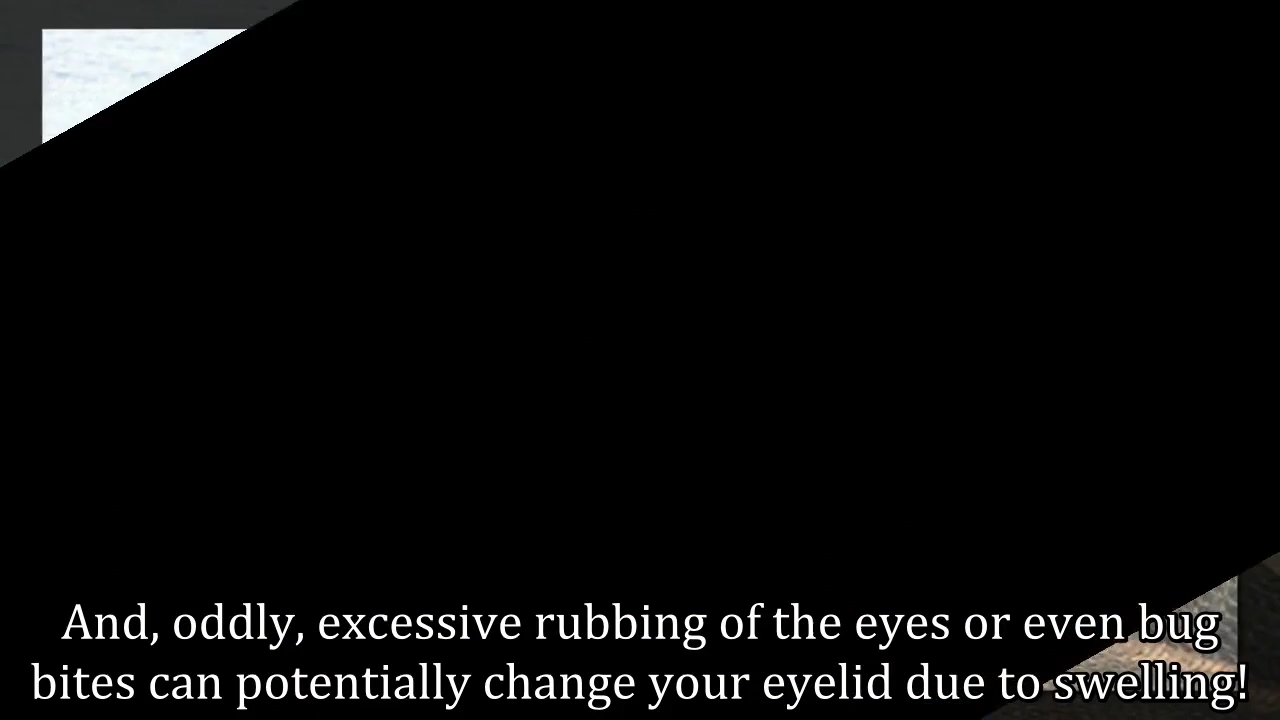 And, oddly, excessive rubbing of the eyes or even bug
bites can potentially change your eyelid due to swelling!